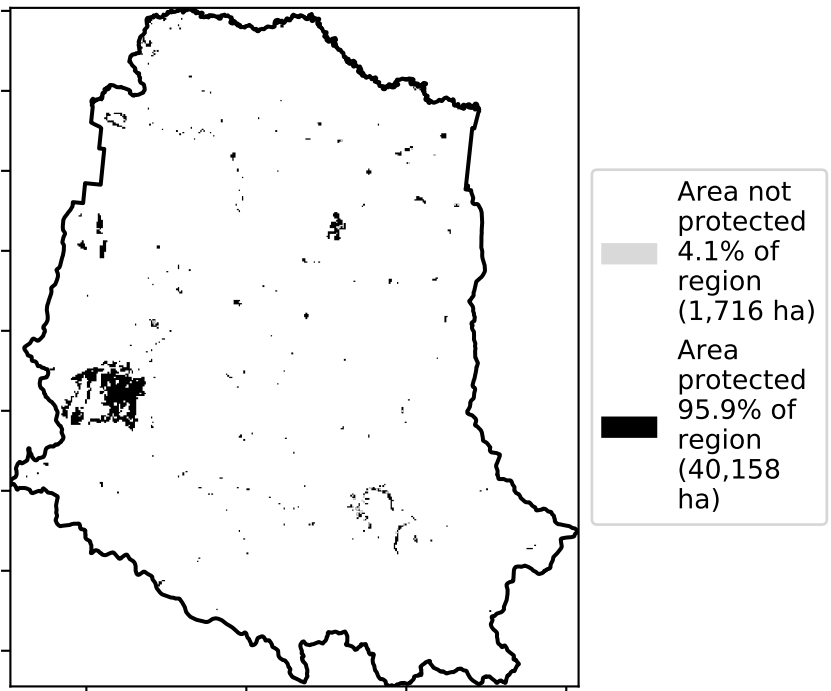 Area not
protected
4.1% of
region
(1,716 ha)
Area
protected
95.9% of
region
(40,158
ha)